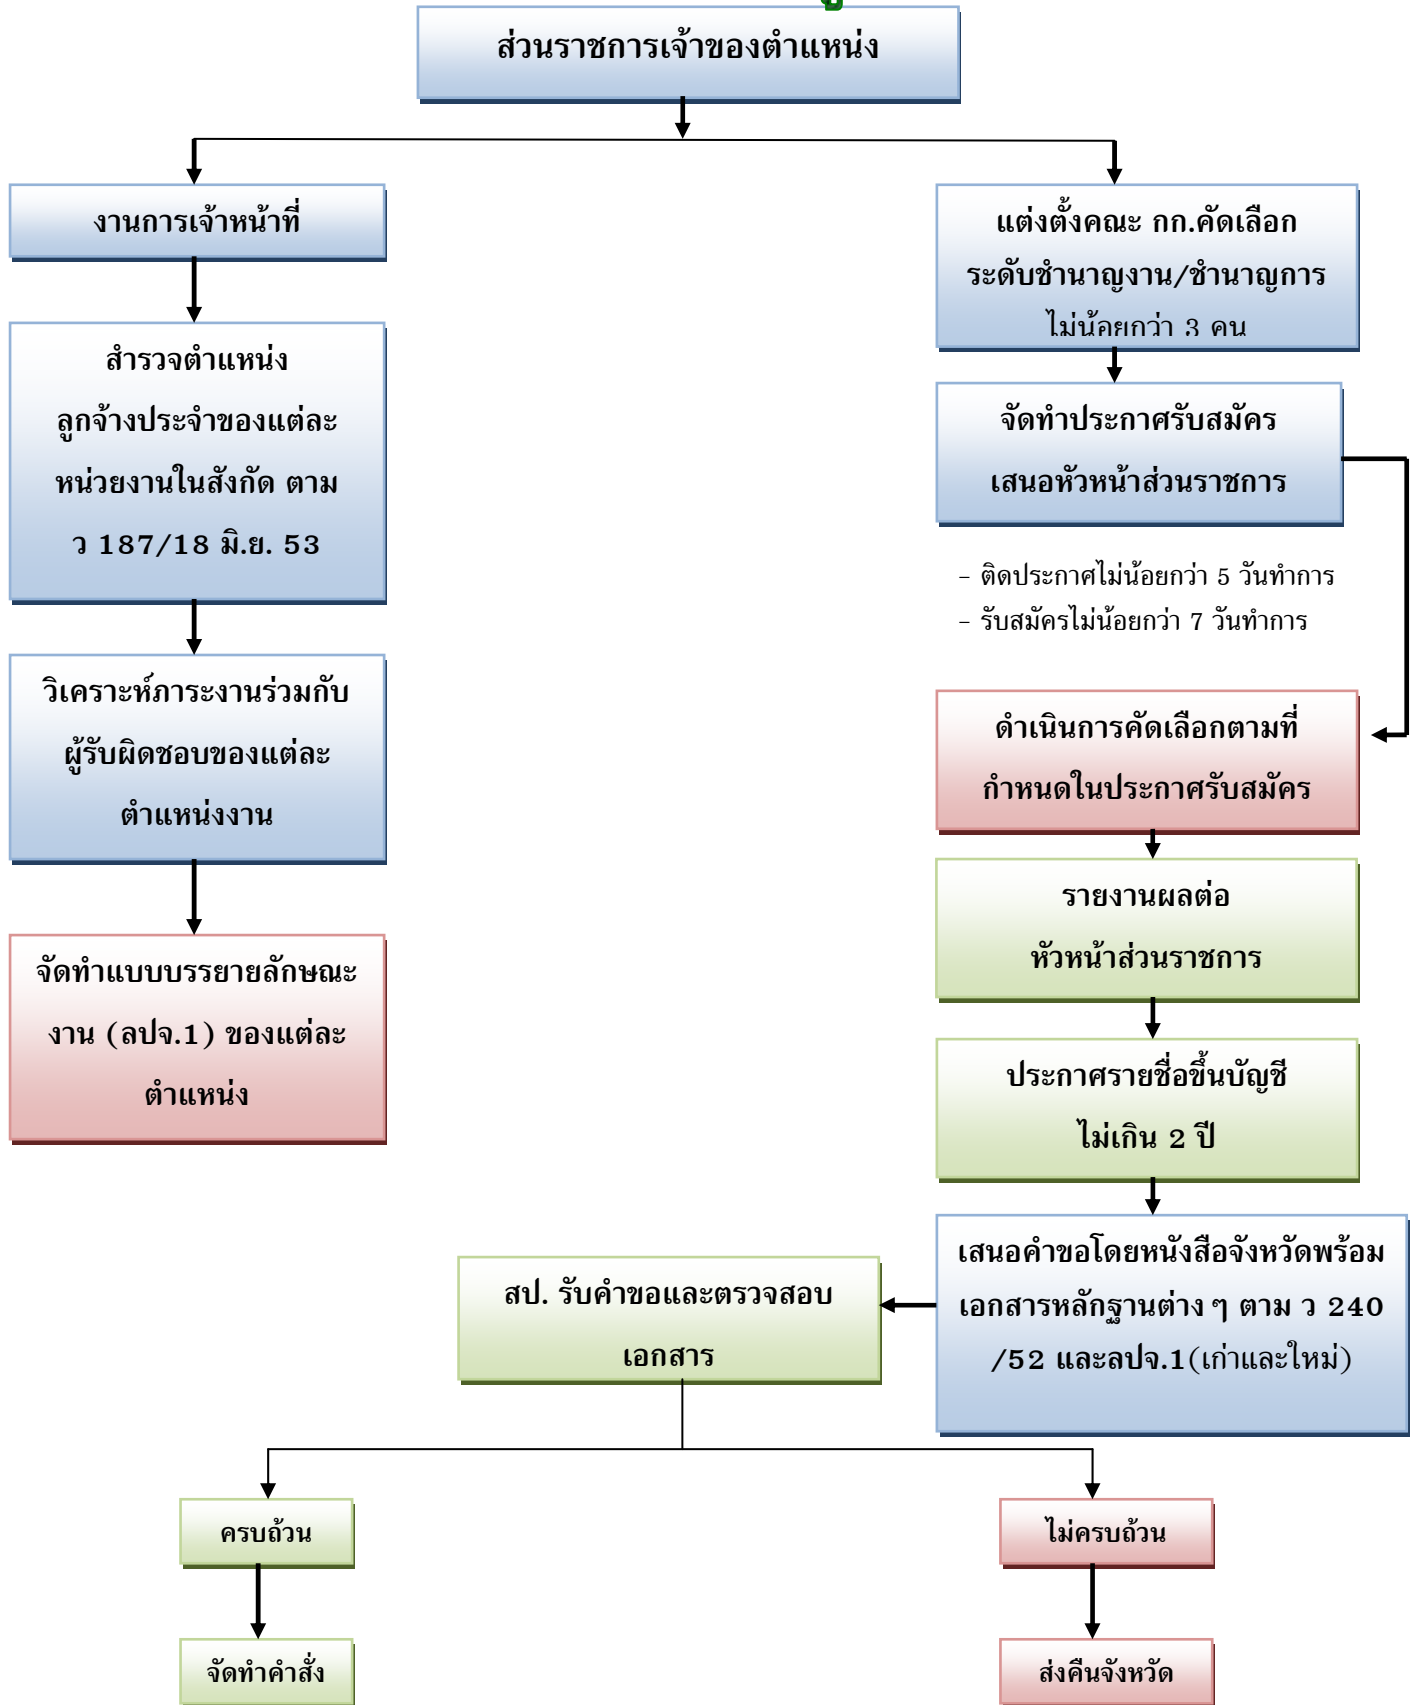 ส่วนราชการเจ้าของตำแหน่ง
งานการเจ้าหน้าที่
สำรวจตำแหน่ง
ลูกจ้างประจำของแต่ละ
หน่วยงานในสังกัด ตาม
ว 187/18 มิ.ย. 53
วิเคราะห์ภาระงานร่วมกับ
ผู้รับผิดชอบของแต่ละ
ตำแหน่งงาน
จัดทำแบบบรรยายลักษณะ
งาน (ลปจ.1) ของแต่ละ
ตำแหน่ง
แต่งตั้งคณะ กก.คัดเลือก
ระดับชำนาญงาน/ชำนาญการ
ไม่น้อยกว่า 3 คน
จัดทำประกาศรับสมัคร
เสนอหัวหน้าส่วนราชการ
- ติดประกาศไม่น้อยกว่า 5 วันทำการ
- รับสมัครไม่น้อยกว่า 7 วันทำการ
ดำเนินการคัดเลือกตามที่
กำหนดในประกาศรับสมัคร
รายงานผลต่อ
หัวหน้าส่วนราชการ
ประกาศรายชื่อขึ้นบัญชี
ไม่เกิน 2 ปี
เสนอคำขอโดยหนังสือจังหวัดพร้อม
เอกสารหลักฐานต่าง ๆ ตาม ว 240
/52 และลปจ.1(เก่าและใหม่)
สป. รับคำขอและตรวจสอบ
เอกสาร
ครบถ้วน
จัดทำคำสั่ง
ไม่ครบถ้วน
ส่งคืนจังหวัด